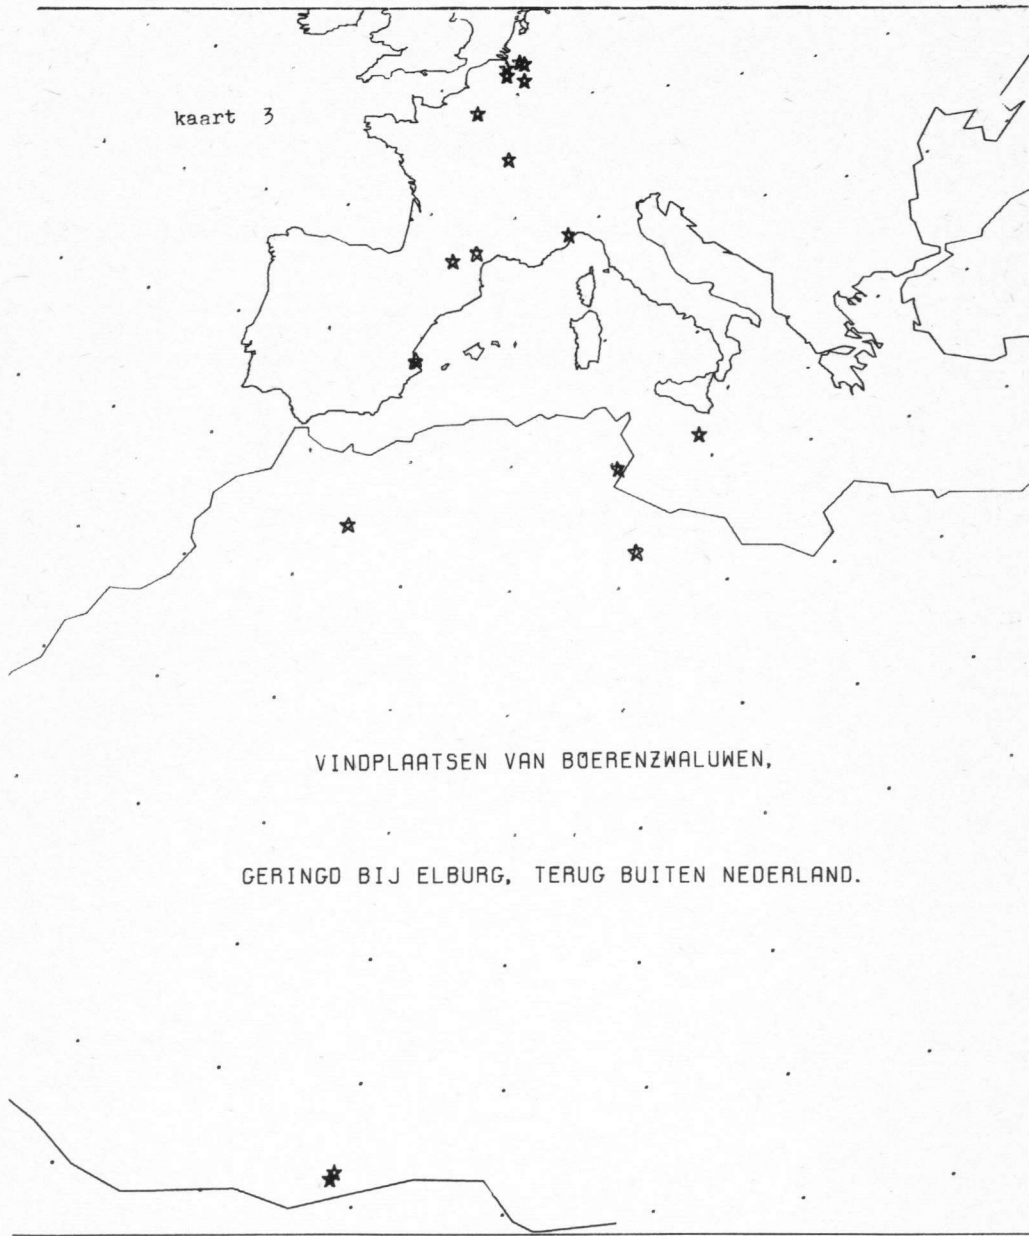 kaart 3
VINDPLAATSEN VAN BOERENZWALUWEN,
GERINGD BIJ ELBURG, TERUG BUITEN NEDERLAND.